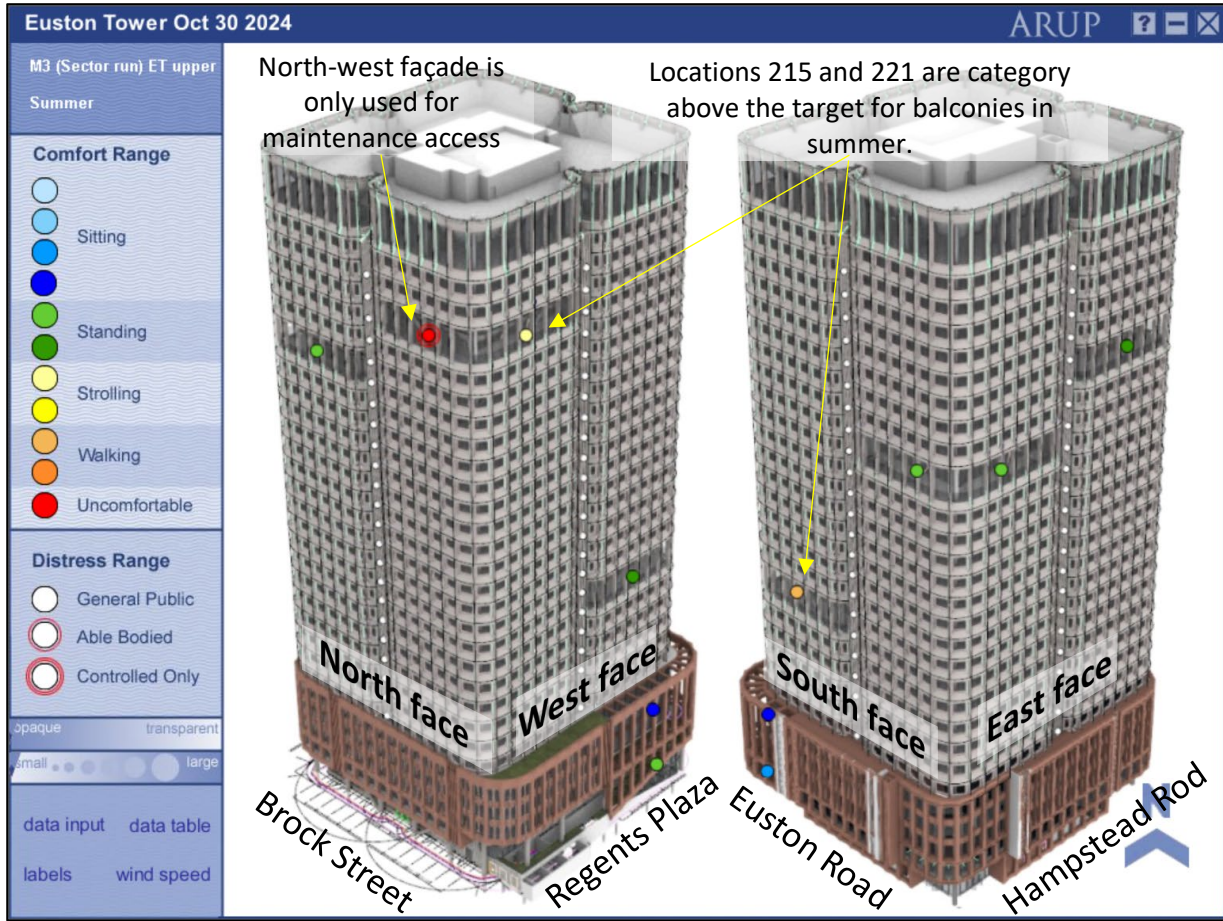 Euston Tower Oct 30 2024
ARUP
?
M3 (Sector run) ET upper
Summer
Comfort Range
Sitting
Standing
Strolling
Walking
Uncomfortable
Distress Range
General Public
Able Bodied
Controlled Only
opaque transparent
small large
data input data table
labels wind speed
North-west façade is
only used for
maintenance access
Locations 215 and 221 are category
above the target for balconies in
summer.
North face
West face
South face
East face
Brock Street
Regents Plaza
Euston Road
Hampstead Rod
N